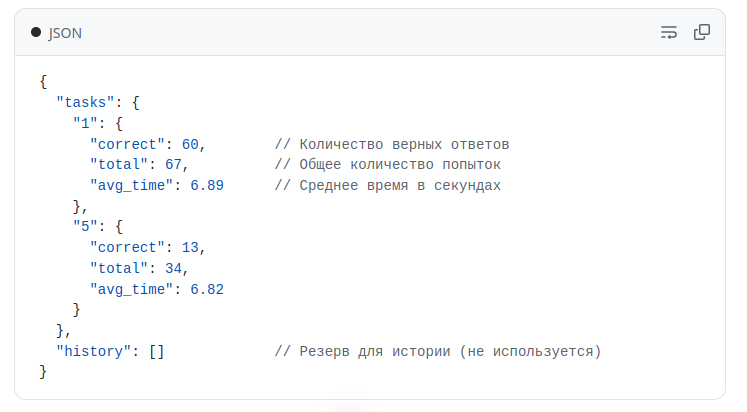 JSON
{
  "tasks": {
    "1": {
      "correct": 60,        // Количество верных ответов
      "total": 67,          // Общее количество попыток
      "avg_time": 6.89      // Среднее время в секундах
    },
    "5": {
      "correct": 13,
      "total": 34,
      "avg_time": 6.82
    }
  },
  "history": []             // Резерв для истории (не используется)
}